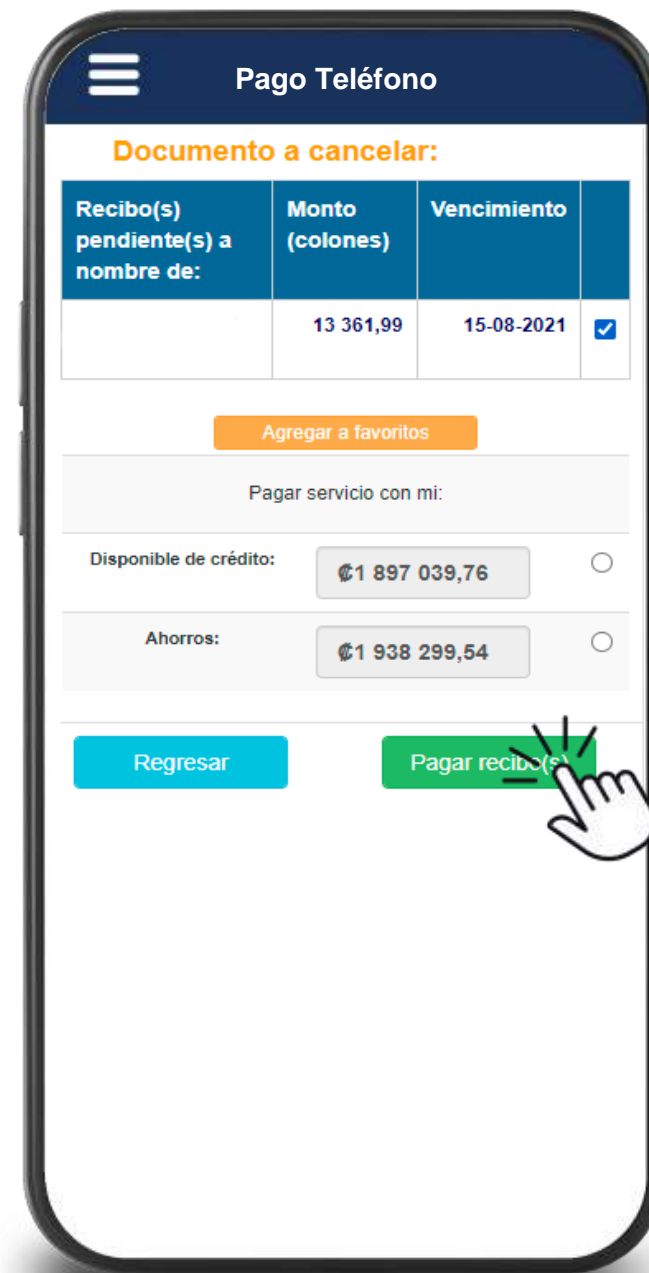 Pago Teléfono
Documento a cancelar:
Recibo(s) pendiente(s) a nombre de:
Monto (colones)
Vencimiento
13 361,99
15-08-2021
Agregar a favoritos
Pagar servicio con mi:
Disponible de crédito:
₡1 897 039,76
Ahorros:
₡1 938 299,54
Regresar
Pagar recibo(s)